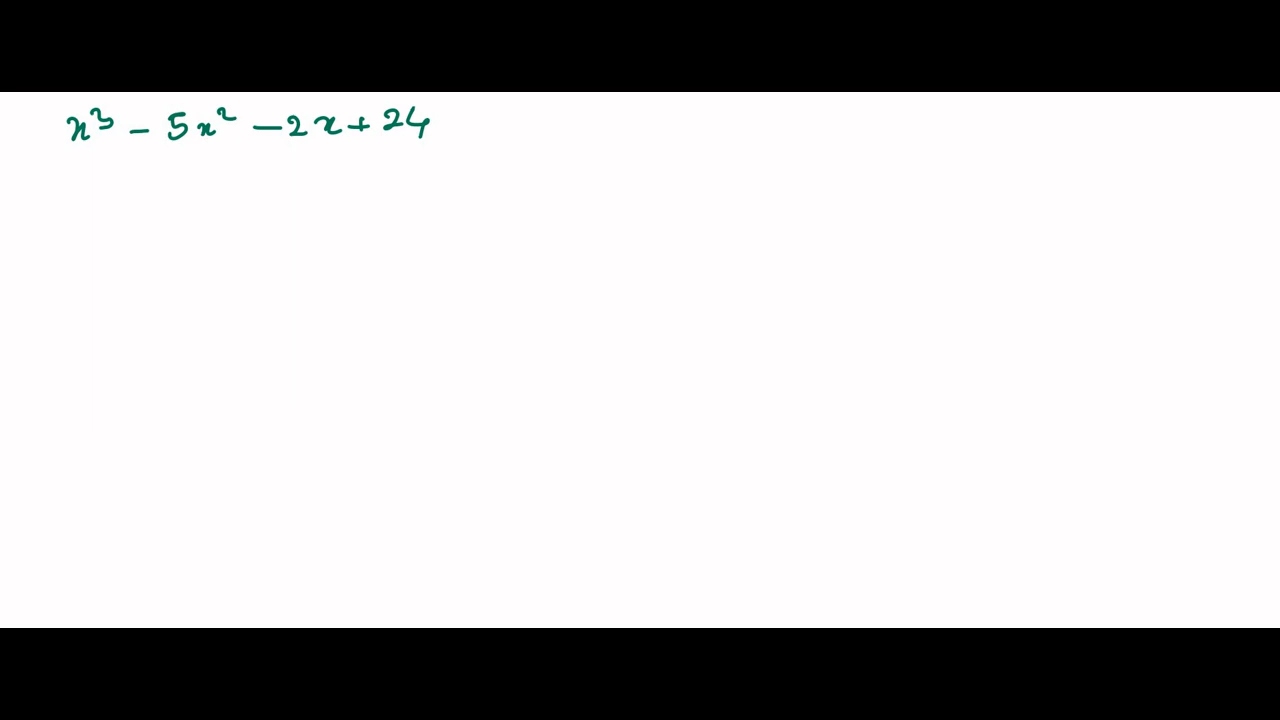 x³ - 5x² - 2x + 24